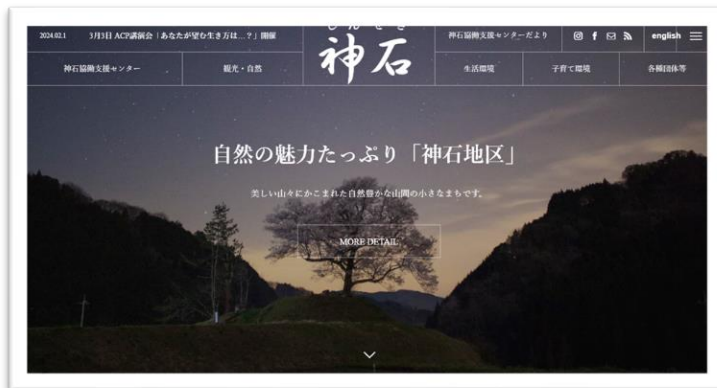 2024.02.1 3月3日 ACP講演会「あなたが望む生き方は…?」開催
じんせき
神石
神石協働支援センターだより
english
神石協働支援センター
観光・自然
生活環境
子育て環境
各種団体等
自然の魅力たっぷり「神石地区」
美しい山々にかこまれた自然豊かな山間の小さなまちです。
MORE DETAIL